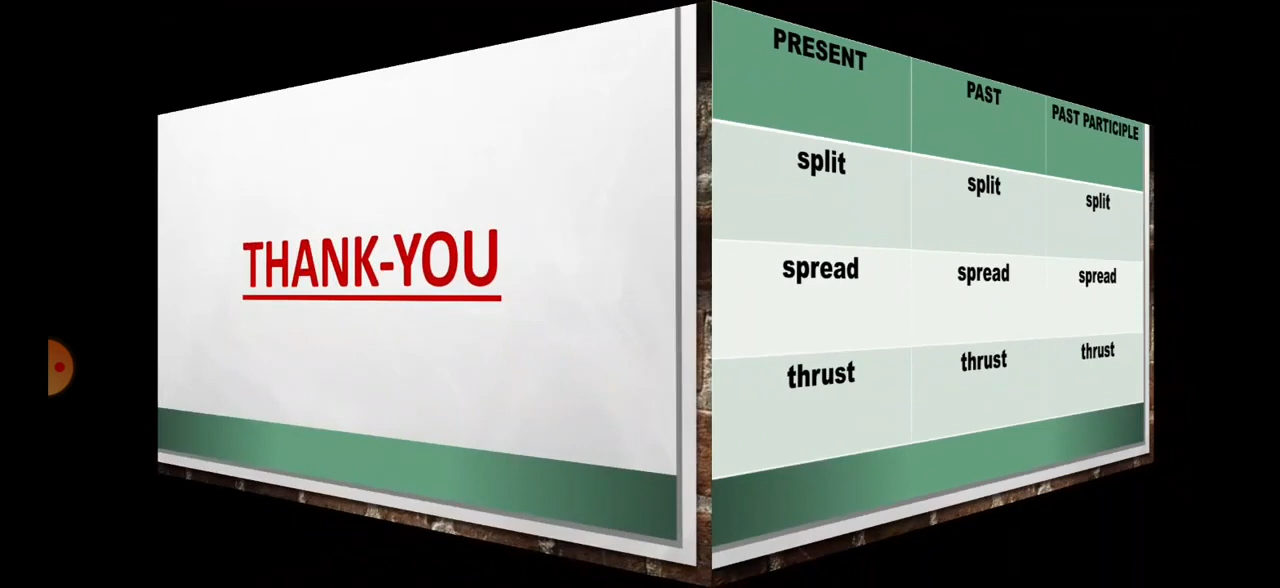 THANK-YOU
PRESENT PAST PAST PARTICIPLE
split split split
spread spread spread
thrust thrust thrust